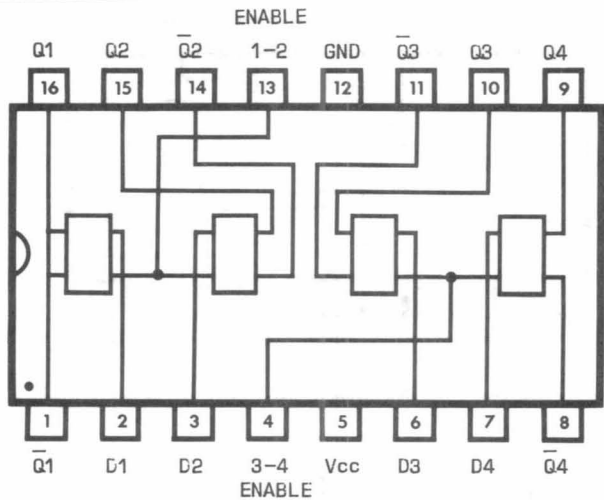 ENABLE
Q1 Q2 Q̅2 1-2 GND Q̅3 Q3 Q4
16 15 14 13 12 11 10 9
1 2 3 4 5 6 7 8
Q̅1 D1 D2 3-4 Vcc D3 D4 Q̅4
ENABLE